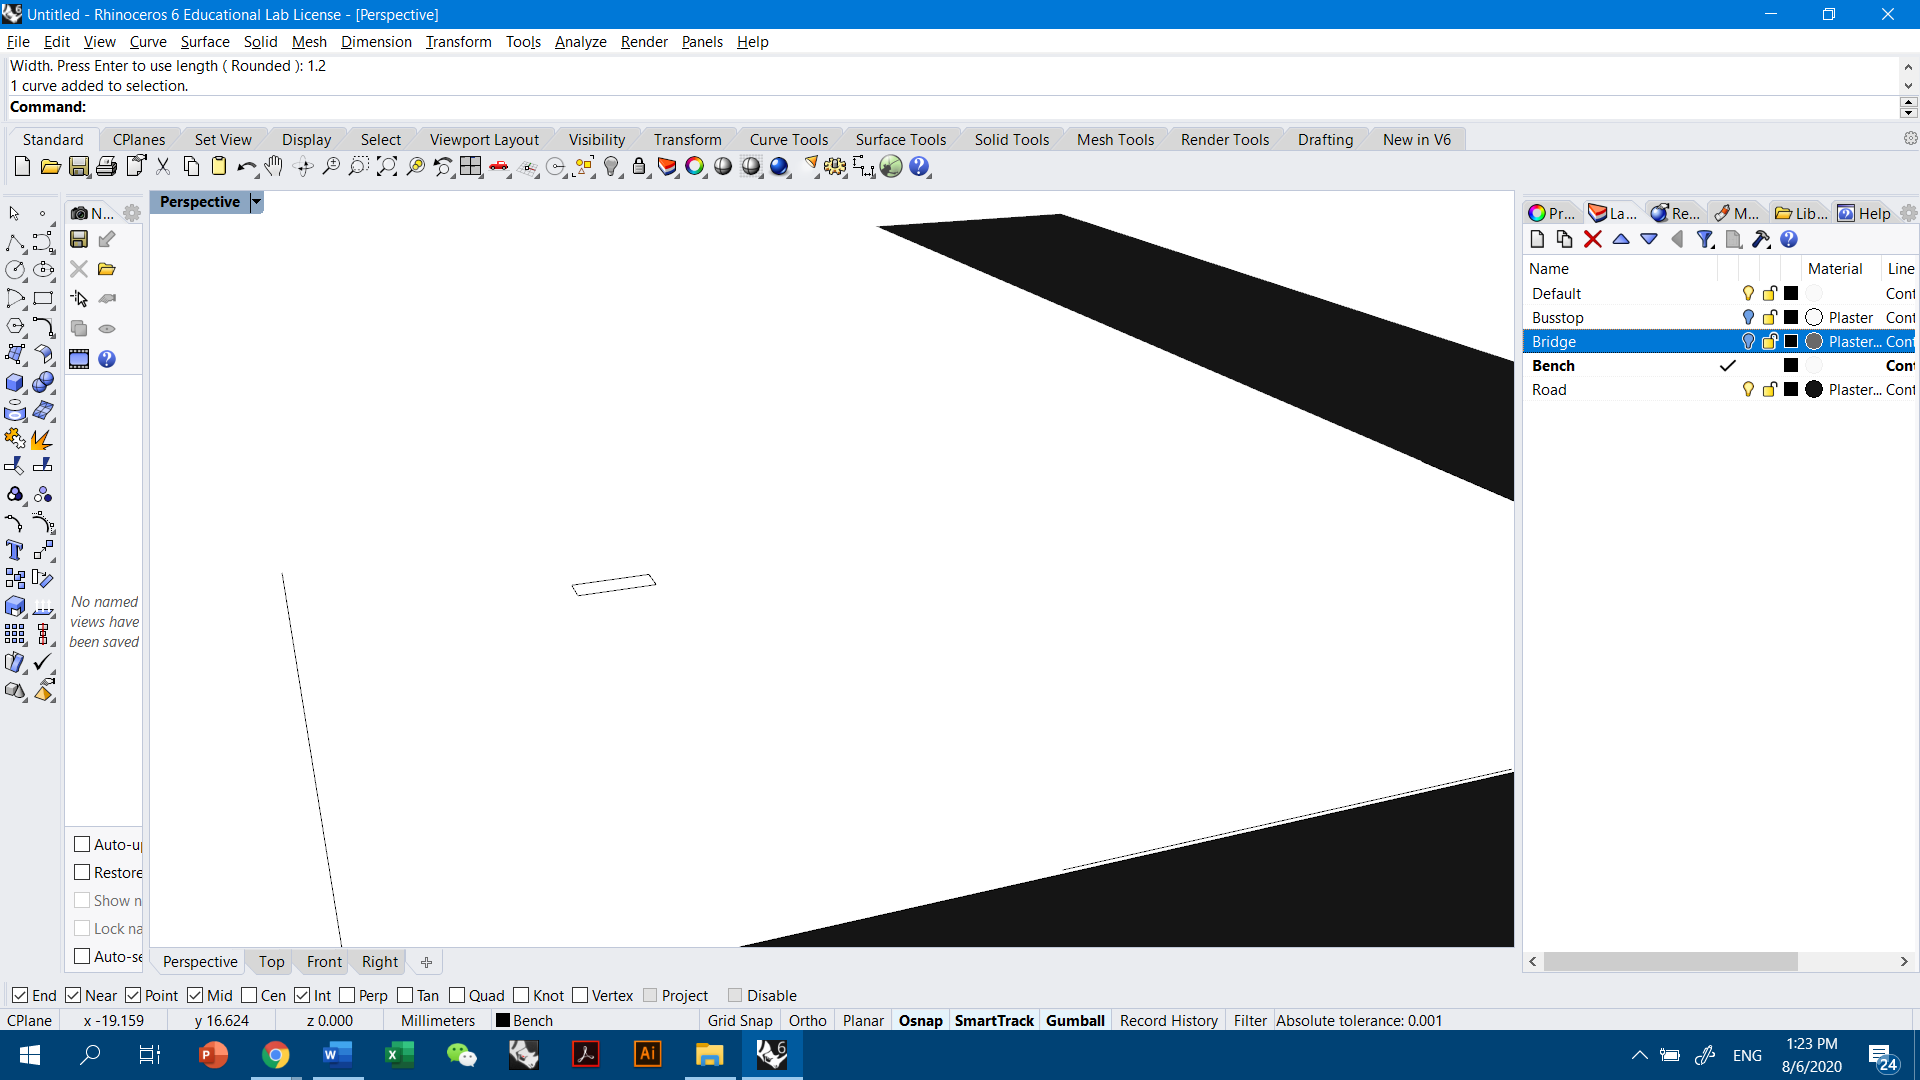 Untitled - Rhinoceros 6 Educational Lab License - [Perspective]
File Edit View Curve Surface Solid Mesh Dimension Transform Tools Analyze Render Panels Help
Width. Press Enter to use length ( Rounded ): 1.2
1 curve added to selection.
Command:
Standard CPlanes Set View Display Select Viewport Layout Visibility Transform Curve Tools Surface Tools Solid Tools Mesh Tools Render Tools Drafting New in V6
N...
Perspective
Pr... La... Re... M... Lib... Help
Name Material Line
Default Cont
Busstop Plaster Cont
Bridge Plaster... Cont
Bench Cont
Road Plaster... Cont
No named
views have
been saved
Auto-u
Restore
Show n
Lock na
Auto-se
Perspective Top Front Right
End Near Point Mid Cen Int Perp Tan Quad Knot Vertex Project Disable
CPlane x -19.159 y 16.624 z 0.000 Millimeters Bench Grid Snap Ortho Planar Osnap SmartTrack Gumball Record History Filter Absolute tolerance: 0.001
ENG
1:23 PM
8/6/2020
24